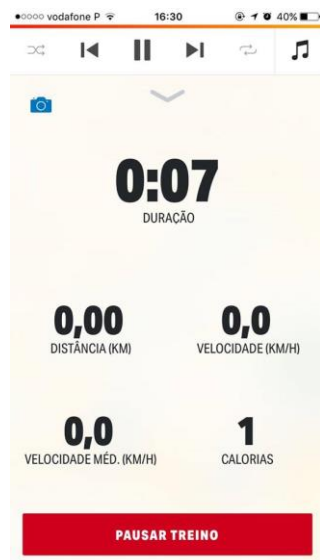 vodafone P 16:30 40%
0:07
DURAÇÃO
0,00 0,0
DISTÂNCIA (KM) VELOCIDADE (KM/H)
0,0 1
VELOCIDADE MÉD. (KM/H) CALORIAS
PAUSAR TREINO